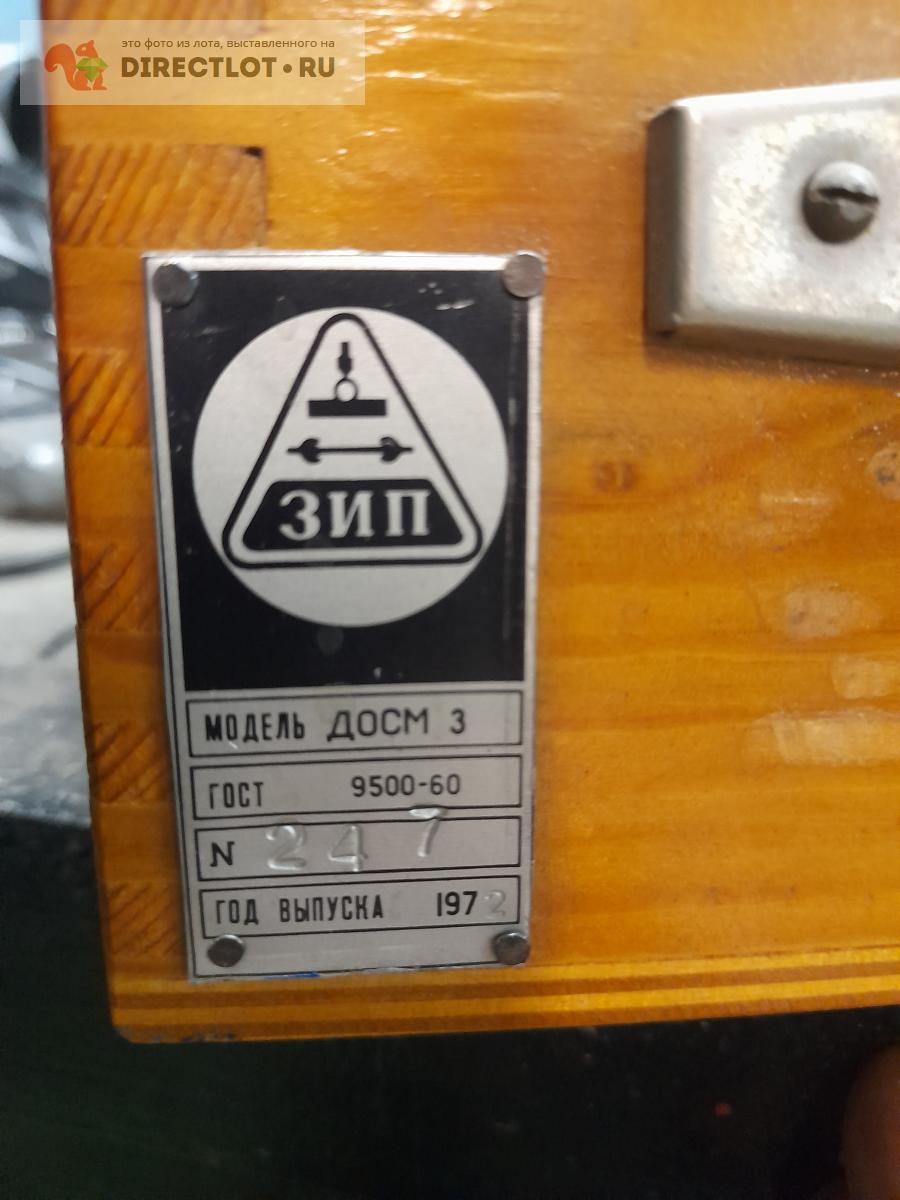 это фото из лота, выставленного на
DIRECTLOT•RU
ЗИП
МОДЕЛЬ ДОСМ 3
ГОСТ 9500-60
N 247
ГОД ВЫПУСКА 1972